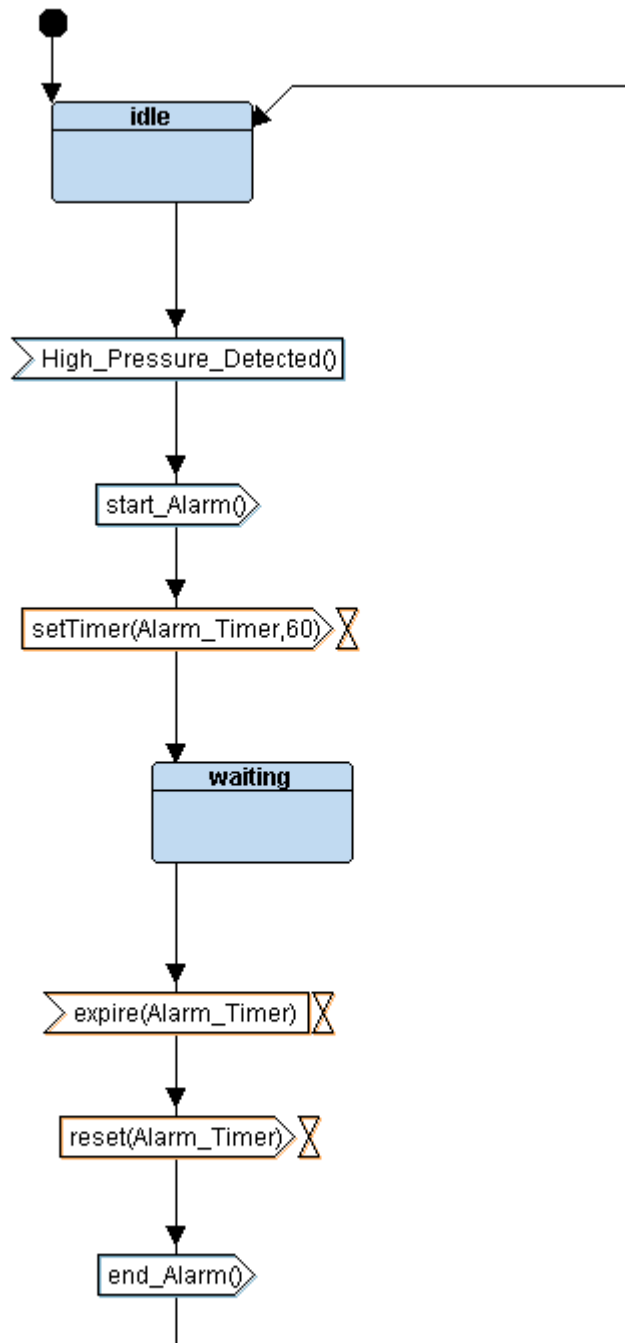 idle
High_Pressure_Detected()
start_Alarm()
setTimer(Alarm_Timer,60)
waiting
expire(Alarm_Timer)
reset(Alarm_Timer)
end_Alarm()